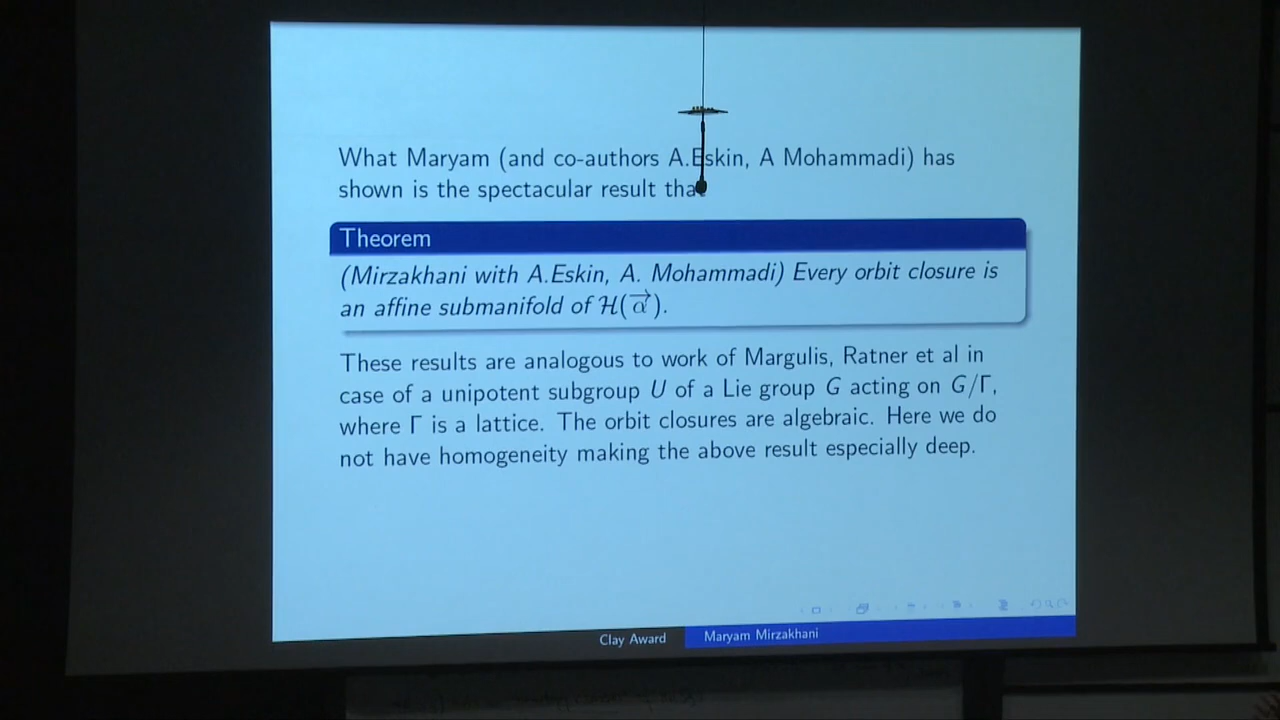 What Maryam (and co-authors A.Eskin, A Mohammadi) has
shown is the spectacular result that
Theorem
(Mirzakhani with A.Eskin, A. Mohammadi) Every orbit closure is
an affine submanifold of ℋ(α⃗).
These results are analogous to work of Margulis, Ratner et al in
case of a unipotent subgroup U of a Lie group G acting on G/Γ,
where Γ is a lattice. The orbit closures are algebraic. Here we do
not have homogeneity making the above result especially deep.
Clay Award
Maryam Mirzakhani